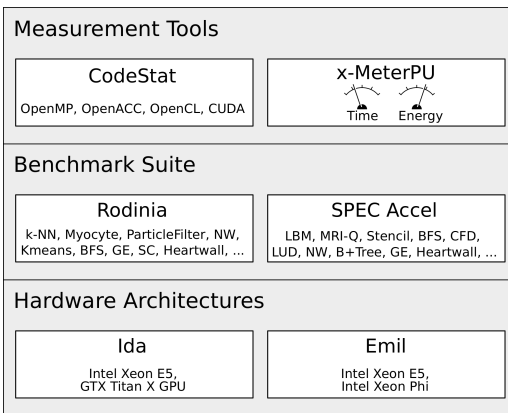 Measurement Tools
CodeStat
OpenMP, OpenACC, OpenCL, CUDA
x-MeterPU
Time Energy
Benchmark Suite
Rodinia
k-NN, Myocyte, ParticleFilter, NW,
Kmeans, BFS, GE, SC, Heartwall, ...
SPEC Accel
LBM, MRI-Q, Stencil, BFS, CFD,
LUD, NW, B+Tree, GE, Heartwall, ...
Hardware Architectures
Ida
Intel Xeon E5,
GTX Titan X GPU
Emil
Intel Xeon E5,
Intel Xeon Phi